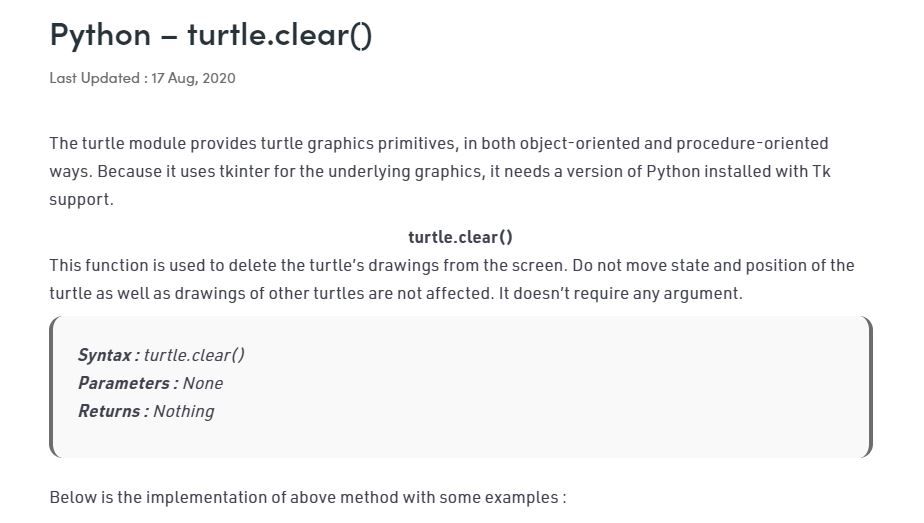 Python – turtle.clear()
Last Updated : 17 Aug, 2020
The turtle module provides turtle graphics primitives, in both object-oriented and procedure-oriented
ways. Because it uses tkinter for the underlying graphics, it needs a version of Python installed with Tk
support.
turtle.clear()
This function is used to delete the turtle’s drawings from the screen. Do not move state and position of the
turtle as well as drawings of other turtles are not affected. It doesn’t require any argument.
Syntax : turtle.clear()
Parameters : None
Returns : Nothing
Below is the implementation of above method with some examples :